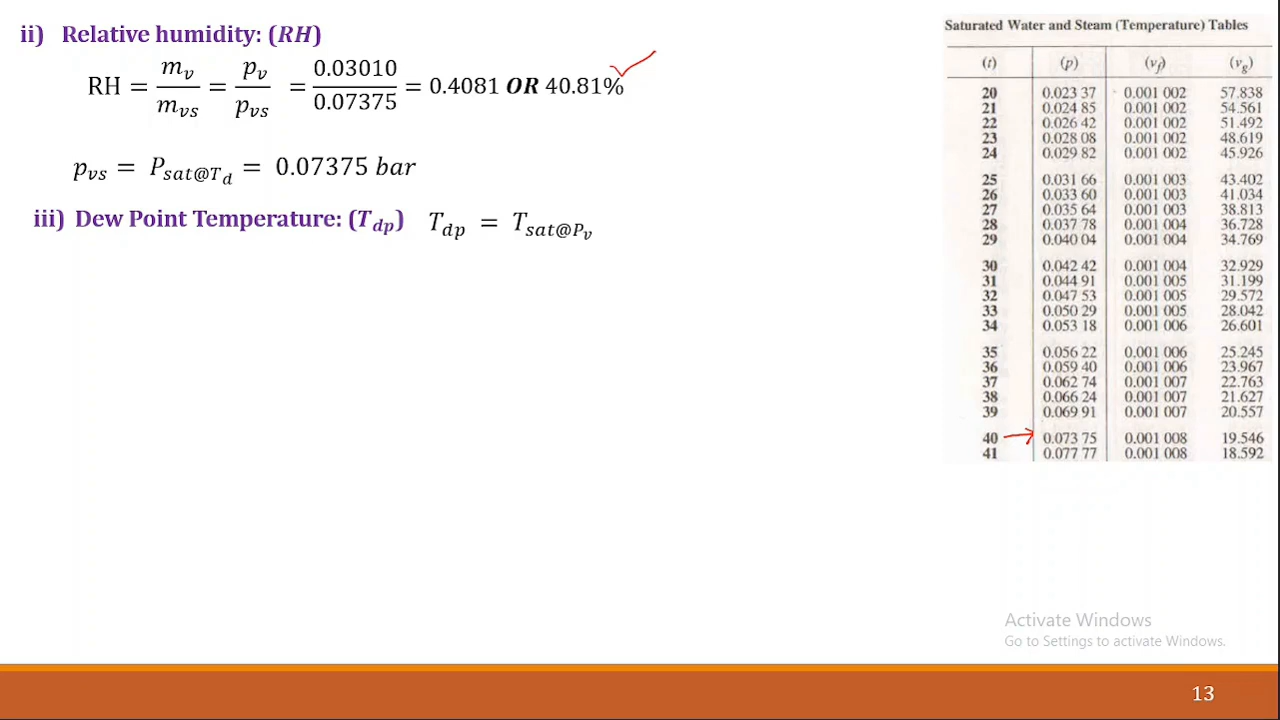 ii) Relative humidity: (RH)
RH = m_v / m_vs = p_v / p_vs = 0.03010 / 0.07375 = 0.4081 OR 40.81%
p_vs = P_sat@T_d = 0.07375 bar
iii) Dew Point Temperature: (T_dp) T_dp = T_sat@P_v
Saturated Water and Steam (Temperature) Tables
(t) (p) (v_f) (v_g)
20 0.023 37 0.001 002 57.838
21 0.024 85 0.001 002 54.561
22 0.026 42 0.001 002 51.492
23 0.028 08 0.001 002 48.619
24 0.029 82 0.001 002 45.926
25 0.031 66 0.001 003 43.402
26 0.033 60 0.001 003 41.034
27 0.035 64 0.001 003 38.813
28 0.037 78 0.001 004 36.728
29 0.040 04 0.001 004 34.769
30 0.042 42 0.001 004 32.929
31 0.044 91 0.001 005 31.199
32 0.047 53 0.001 005 29.572
33 0.050 29 0.001 005 28.042
34 0.053 18 0.001 006 26.601
35 0.056 22 0.001 006 25.245
36 0.059 40 0.001 006 23.967
37 0.062 74 0.001 007 22.763
38 0.066 24 0.001 007 21.627
39 0.069 91 0.001 007 20.557
40 0.073 75 0.001 008 19.546
41 0.077 77 0.001 008 18.592
Activate Windows
Go to Settings to activate Windows.
13